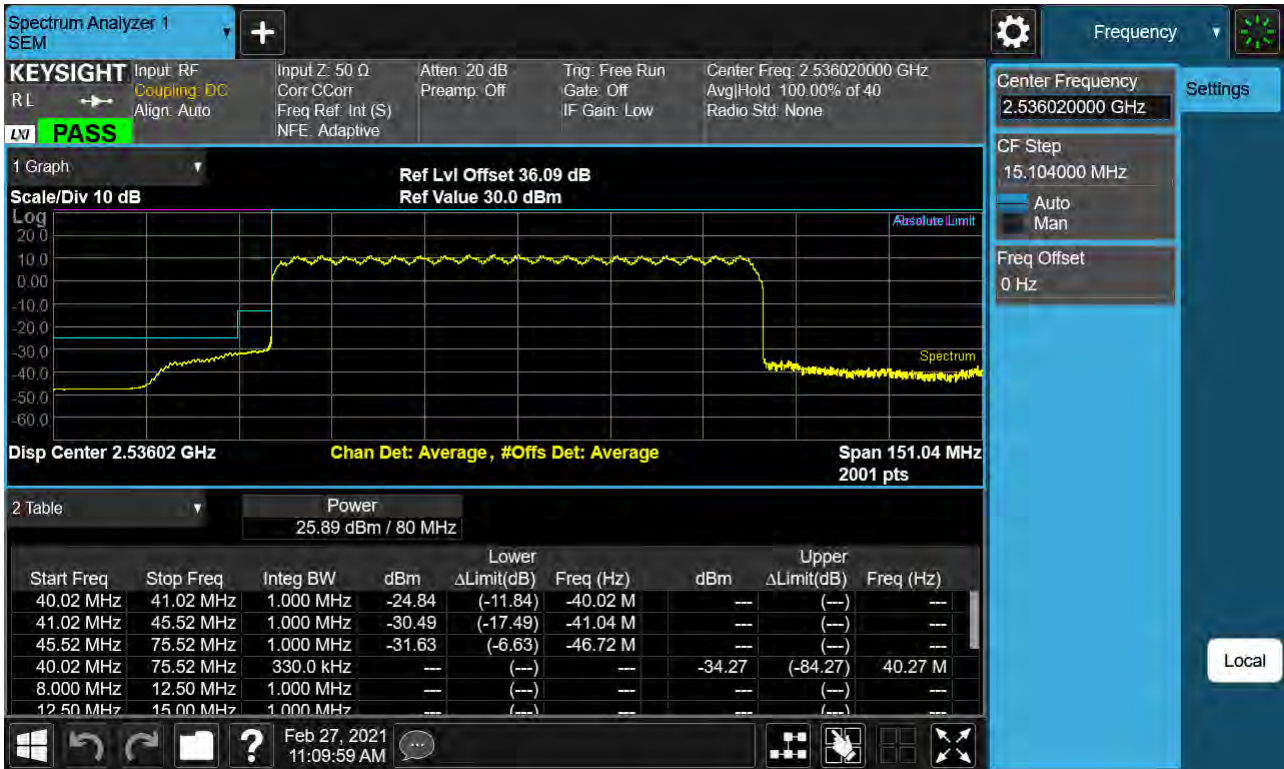 Spectrum Analyzer 1
SEM
Frequency
KEYSIGHT
R L
LXI
PASS
Input: RF
Coupling: DC
Align: Auto
Input Z: 50 Ω
Corr CCorr
Freq Ref: Int (S)
NFE: Adaptive
Atten: 20 dB
Preamp: Off
Trig: Free Run
Gate: Off
IF Gain: Low
Center Freq: 2.536020000 GHz
Avg|Hold: 100.00% of 40
Radio Std: None
Center Frequency
2.536020000 GHz
Settings
CF Step
15.104000 MHz
Auto
Man
Freq Offset
0 Hz
1 Graph
Scale/Div 10 dB
Ref Lvl Offset 36.09 dB
Ref Value 30.0 dBm
Log
20.0
10.0
0.00
-10.0
-20.0
-30.0
-40.0
-50.0
-60.0
Limit
Spectrum
Disp Center 2.53602 GHz
Chan Det: Average, #Offs Det: Average
Span 151.04 MHz
2001 pts
2 Table
Power
25.89 dBm / 80 MHz
Lower Upper
Start Freq Stop Freq Integ BW dBm ΔLimit(dB) Freq (Hz) dBm ΔLimit(dB) Freq (Hz)
40.02 MHz 41.02 MHz 1.000 MHz -24.84 (-11.84) -40.02 M --- (---) ---
41.02 MHz 45.52 MHz 1.000 MHz -30.49 (-17.49) -41.04 M --- (---) ---
45.52 MHz 75.52 MHz 1.000 MHz -31.63 (-6.63) -46.72 M --- (---) ---
40.02 MHz 75.52 MHz 330.0 kHz --- (---) --- -34.27 (-84.27) 40.27 M
8.000 MHz 12.50 MHz 1.000 MHz --- (---) --- --- (---) ---
12.50 MHz 15.00 MHz 1.000 MHz --- (---) --- --- (---) ---
Local
Feb 27, 2021
11:09:59 AM